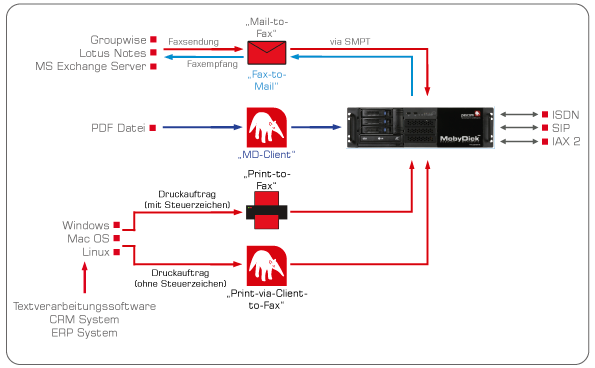 „Mail-to-
Fax“
Groupwise
Lotus Notes
MS Exchange Server
Faxsendung
Faxempfang
via SMPT
„Fax-to-
Mail“
PDF Datei
„MD-Client“
MobyDick
ISDN
SIP
IAX 2
„Print-to-
Fax“
Druckauftrag
(mit Steuerzeichen)
Windows
Mac OS
Linux
Druckauftrag
(ohne Steuerzeichen)
„Print-via-Client-
to-Fax“
Textverarbeitungssoftware
CRM System
ERP System